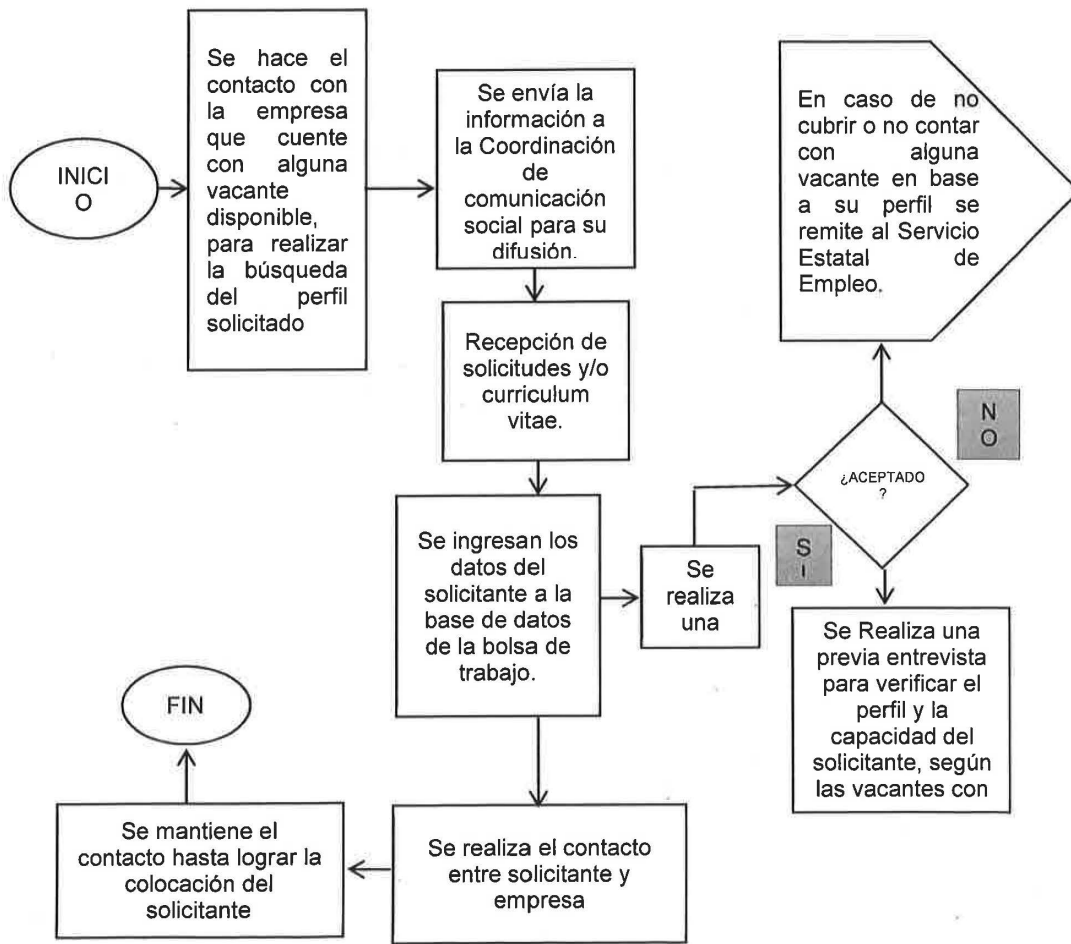 INICI
O
Se hace el
contacto con
la empresa
que cuente
con alguna
vacante
disponible,
para realizar
la búsqueda
del perfil
solicitado
Se envía la
información a
la Coordinación
de
comunicación
social para su
difusión.
Recepción de
solicitudes y/o
curriculum
vitae.
Se ingresan los
datos del
solicitante a la
base de datos
de la bolsa de
trabajo.
Se
realiza
una
¿ACEPTADO
?
N
O
En caso de no
cubrir o no contar
con alguna
vacante en base
a su perfil se
remite al Servicio
Estatal de
Empleo.
S
I
Se Realiza una
previa entrevista
para verificar el
perfil y la
capacidad del
solicitante, según
las vacantes con
Se realiza el contacto
entre solicitante y
empresa
Se mantiene el
contacto hasta lograr la
colocación del
solicitante
FIN